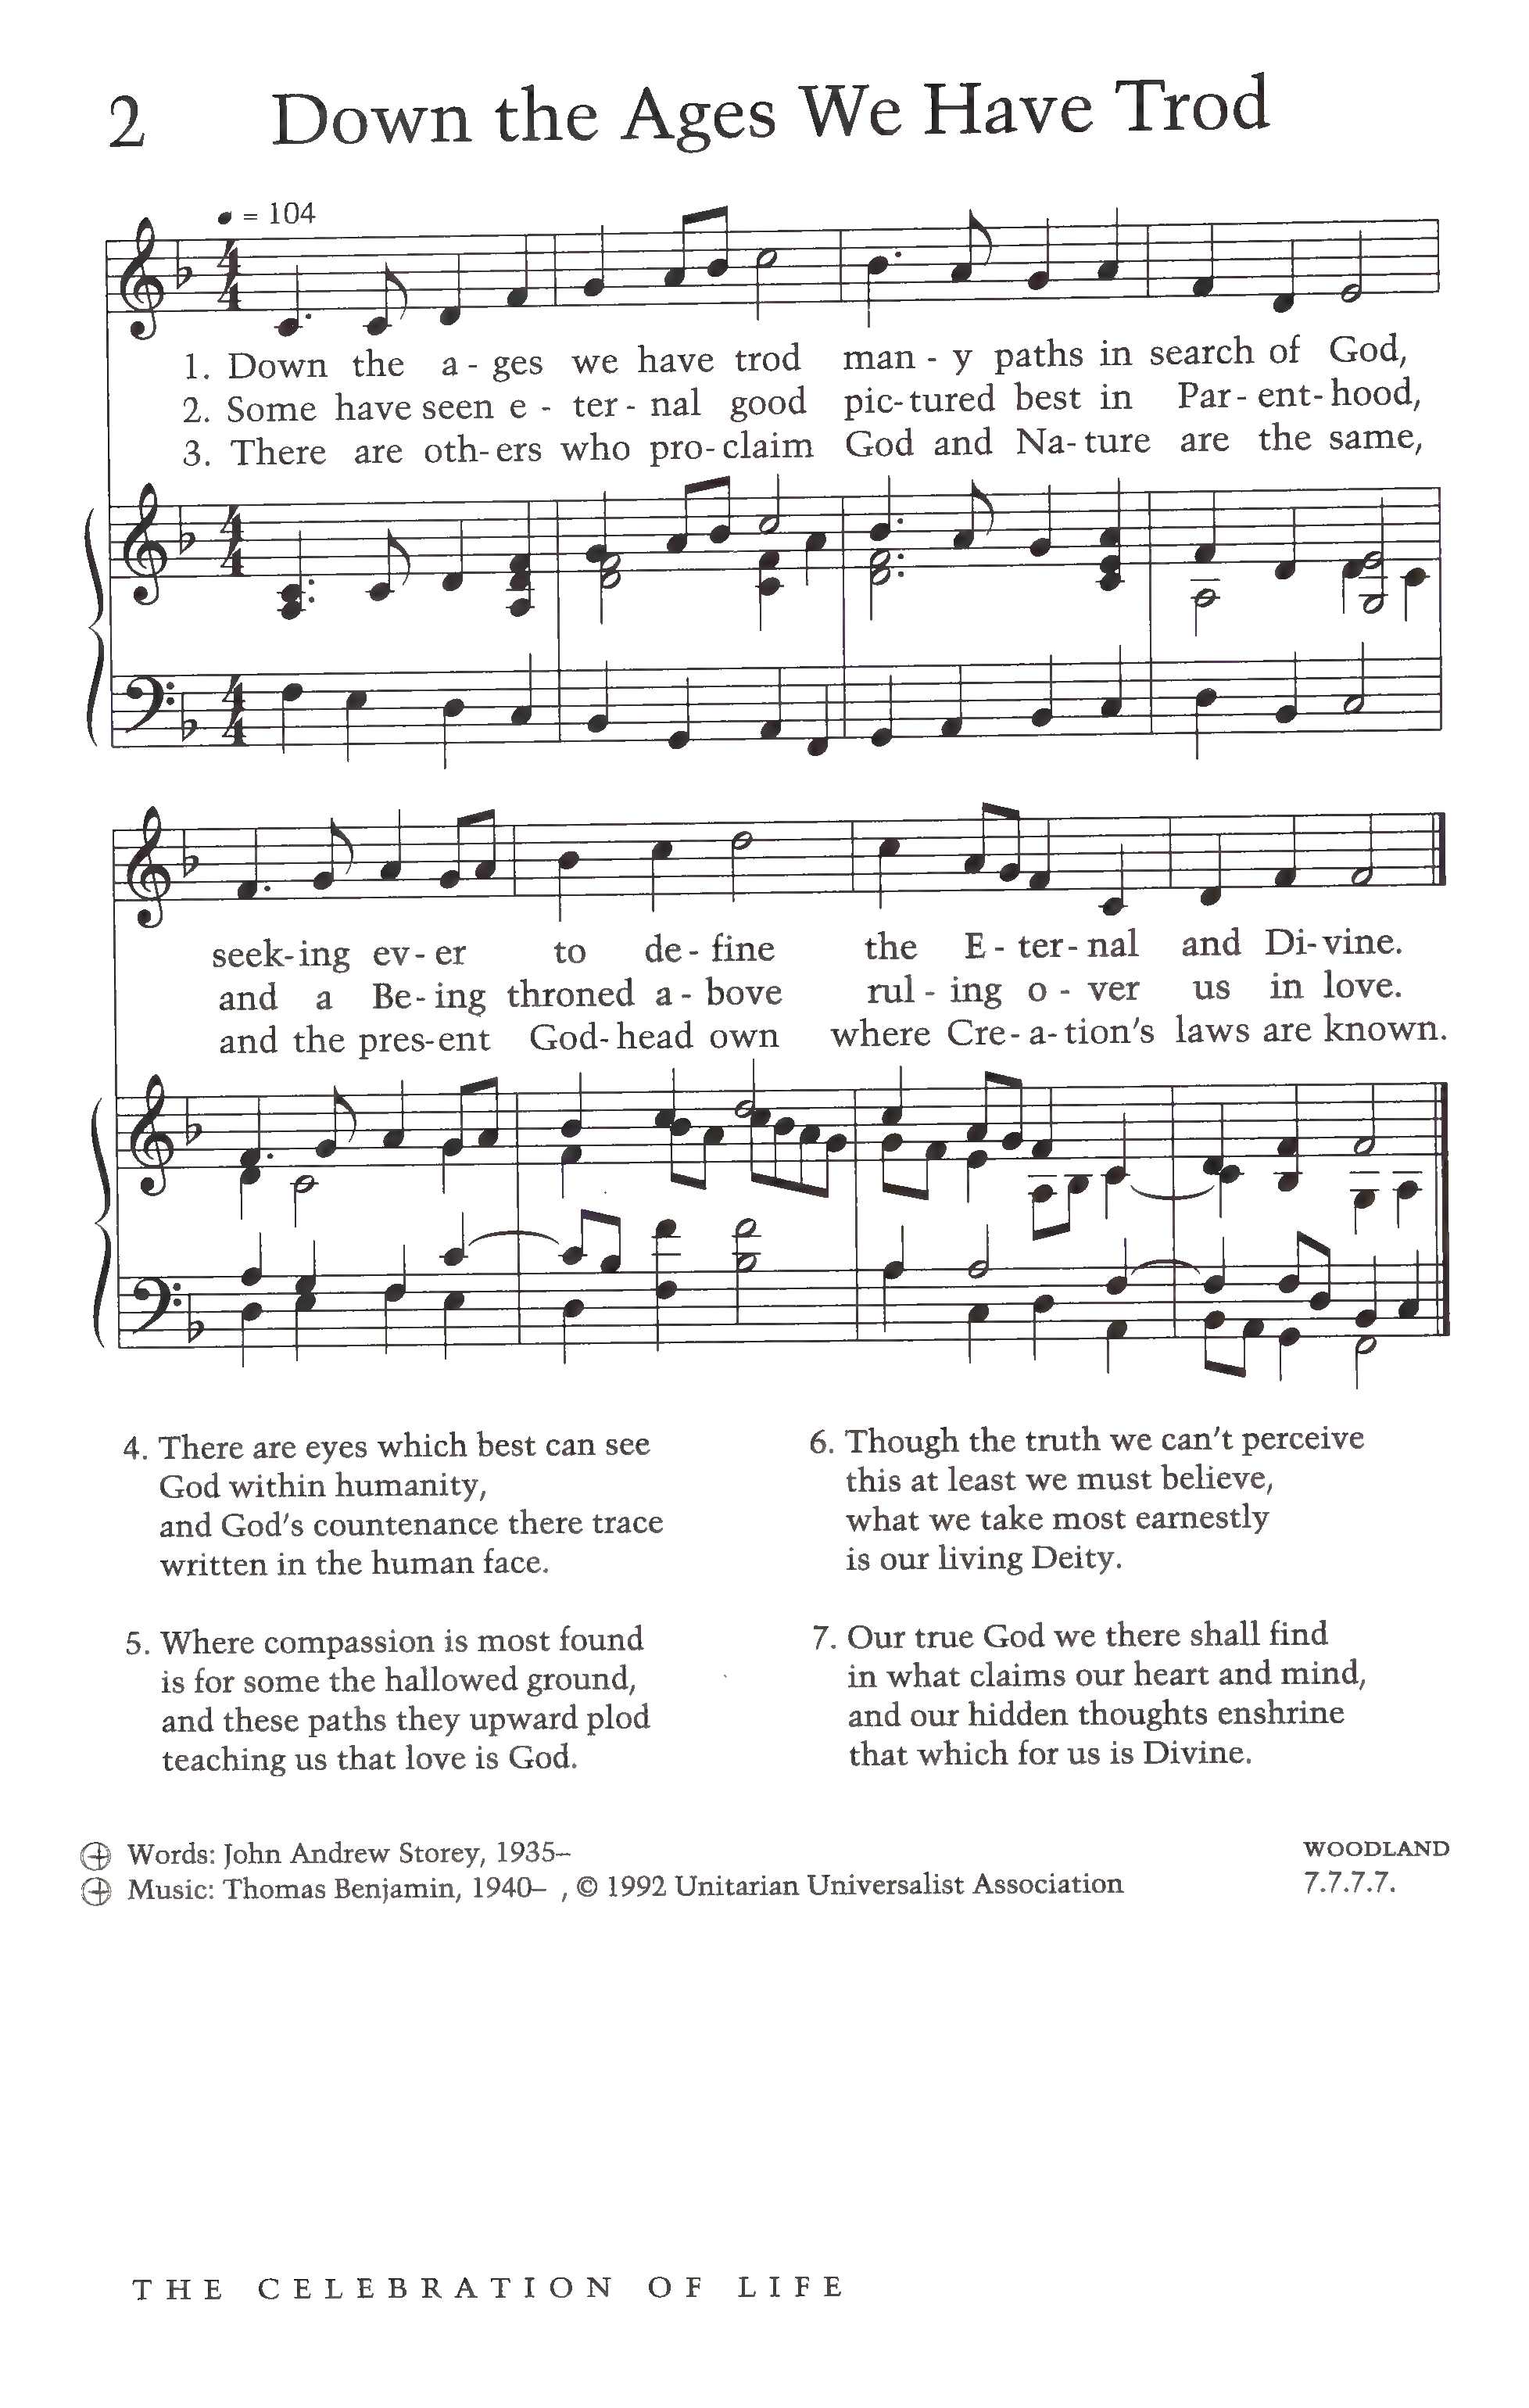 2 Down the Ages We Have Trod
= 104
1. Down the a - ges we have trod man - y paths in search of God,
2. Some have seen e - ter - nal good pic- tured best in Par - ent- hood,
3. There are oth- ers who pro- claim God and Na- ture are the same,
seek- ing ev - er to de - fine the E - ter - nal and Di- vine.
and a Be - ing throned a - bove rul - ing o - ver us in love.
and the pres- ent God- head own where Cre - a- tion's laws are known.
4. There are eyes which best can see
God within humanity,
and God's countenance there trace
written in the human face.
5. Where compassion is most found
is for some the hallowed ground,
and these paths they upward plod
teaching us that love is God.
6. Though the truth we can't perceive
this at least we must believe,
what we take most earnestly
is our living Deity.
7. Our true God we there shall find
in what claims our heart and mind,
and our hidden thoughts enshrine
that which for us is Divine.
Words: John Andrew Storey, 1935–
Music: Thomas Benjamin, 1940– , © 1992 Unitarian Universalist Association
WOODLAND
7.7.7.7.
THE CELEBRATION OF LIFE